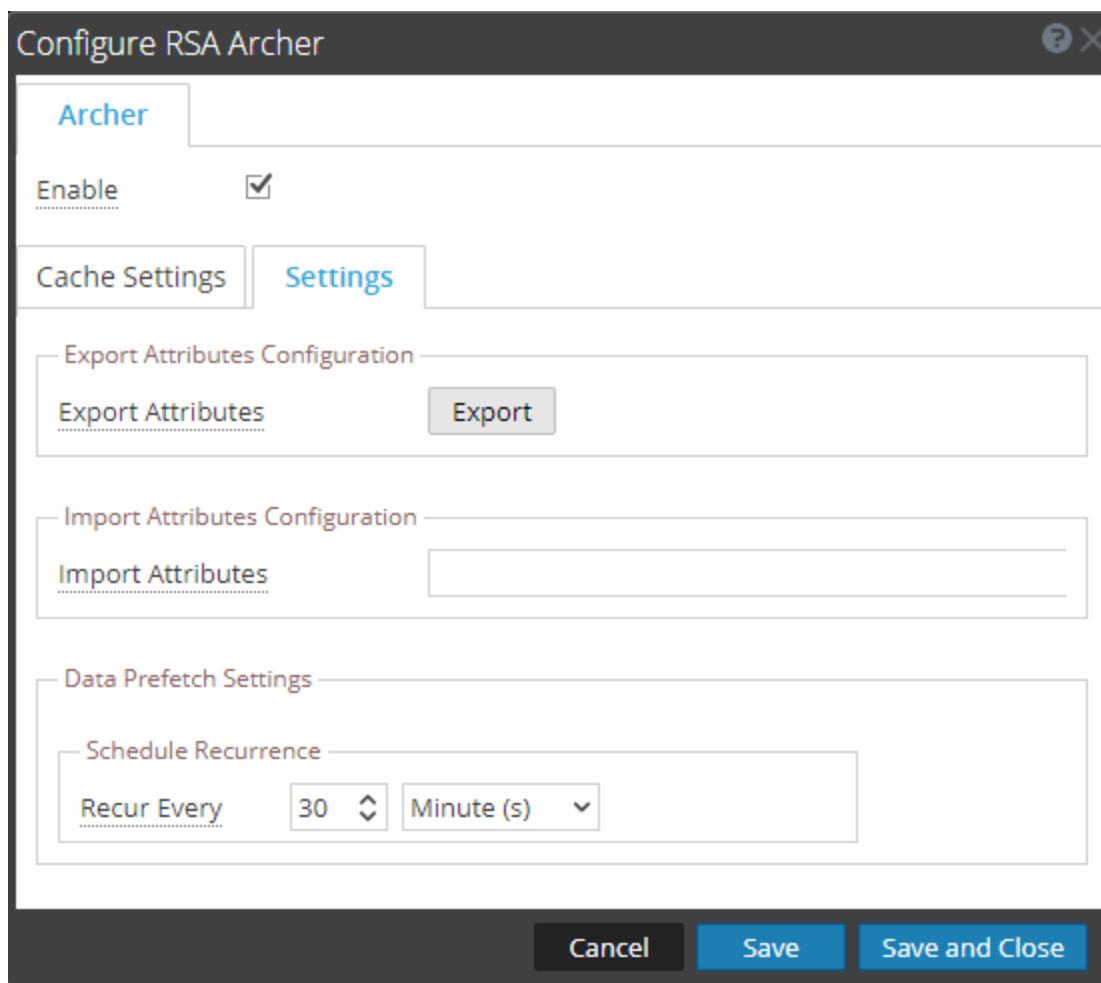 Configure RSA Archer
Archer
Enable
Cache Settings Settings
Export Attributes Configuration
Export Attributes Export
Import Attributes Configuration
Import Attributes
Data Prefetch Settings
Schedule Recurrence
Recur Every 30 Minute (s)
Cancel Save Save and Close